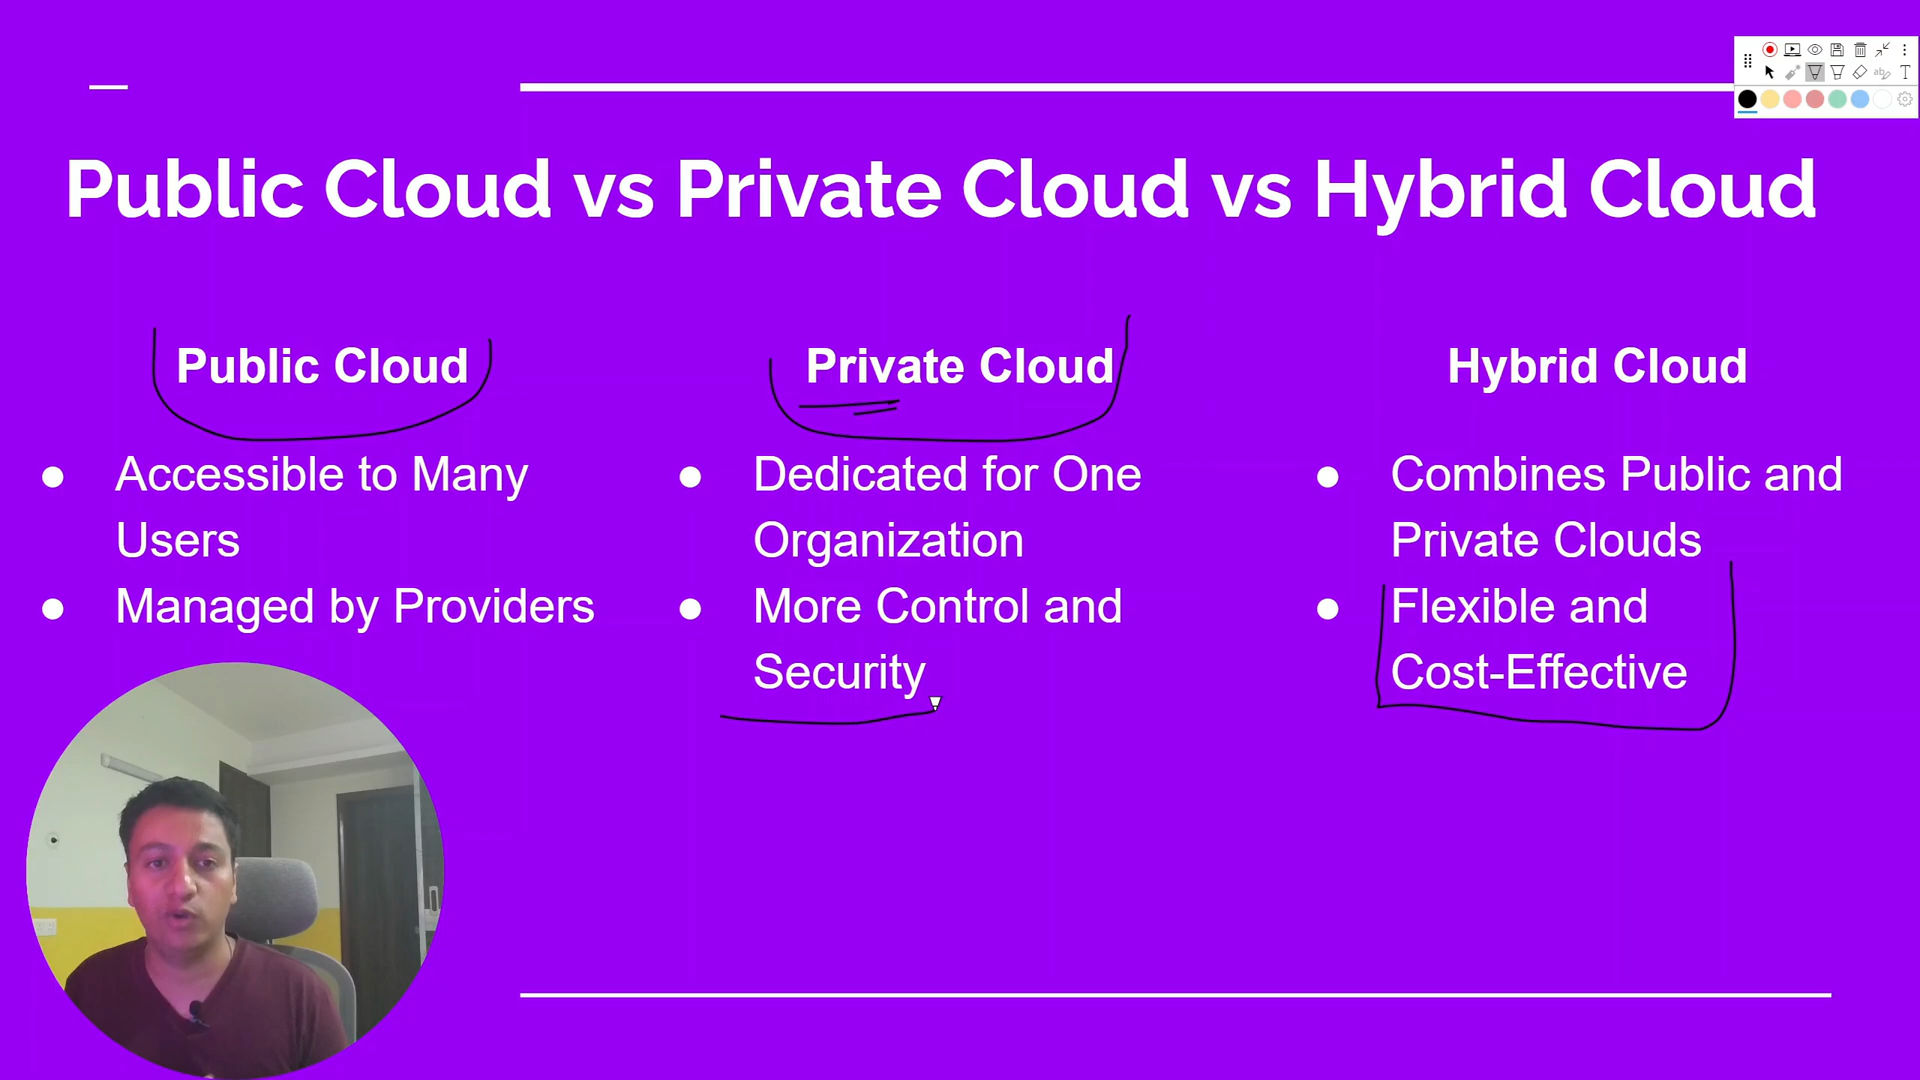 Public Cloud vs Private Cloud vs Hybrid Cloud
Public Cloud
● Accessible to Many
Users
● Managed by Providers
Private Cloud
● Dedicated for One
Organization
● More Control and
Security
Hybrid Cloud
● Combines Public and
Private Clouds
● Flexible and
Cost-Effective